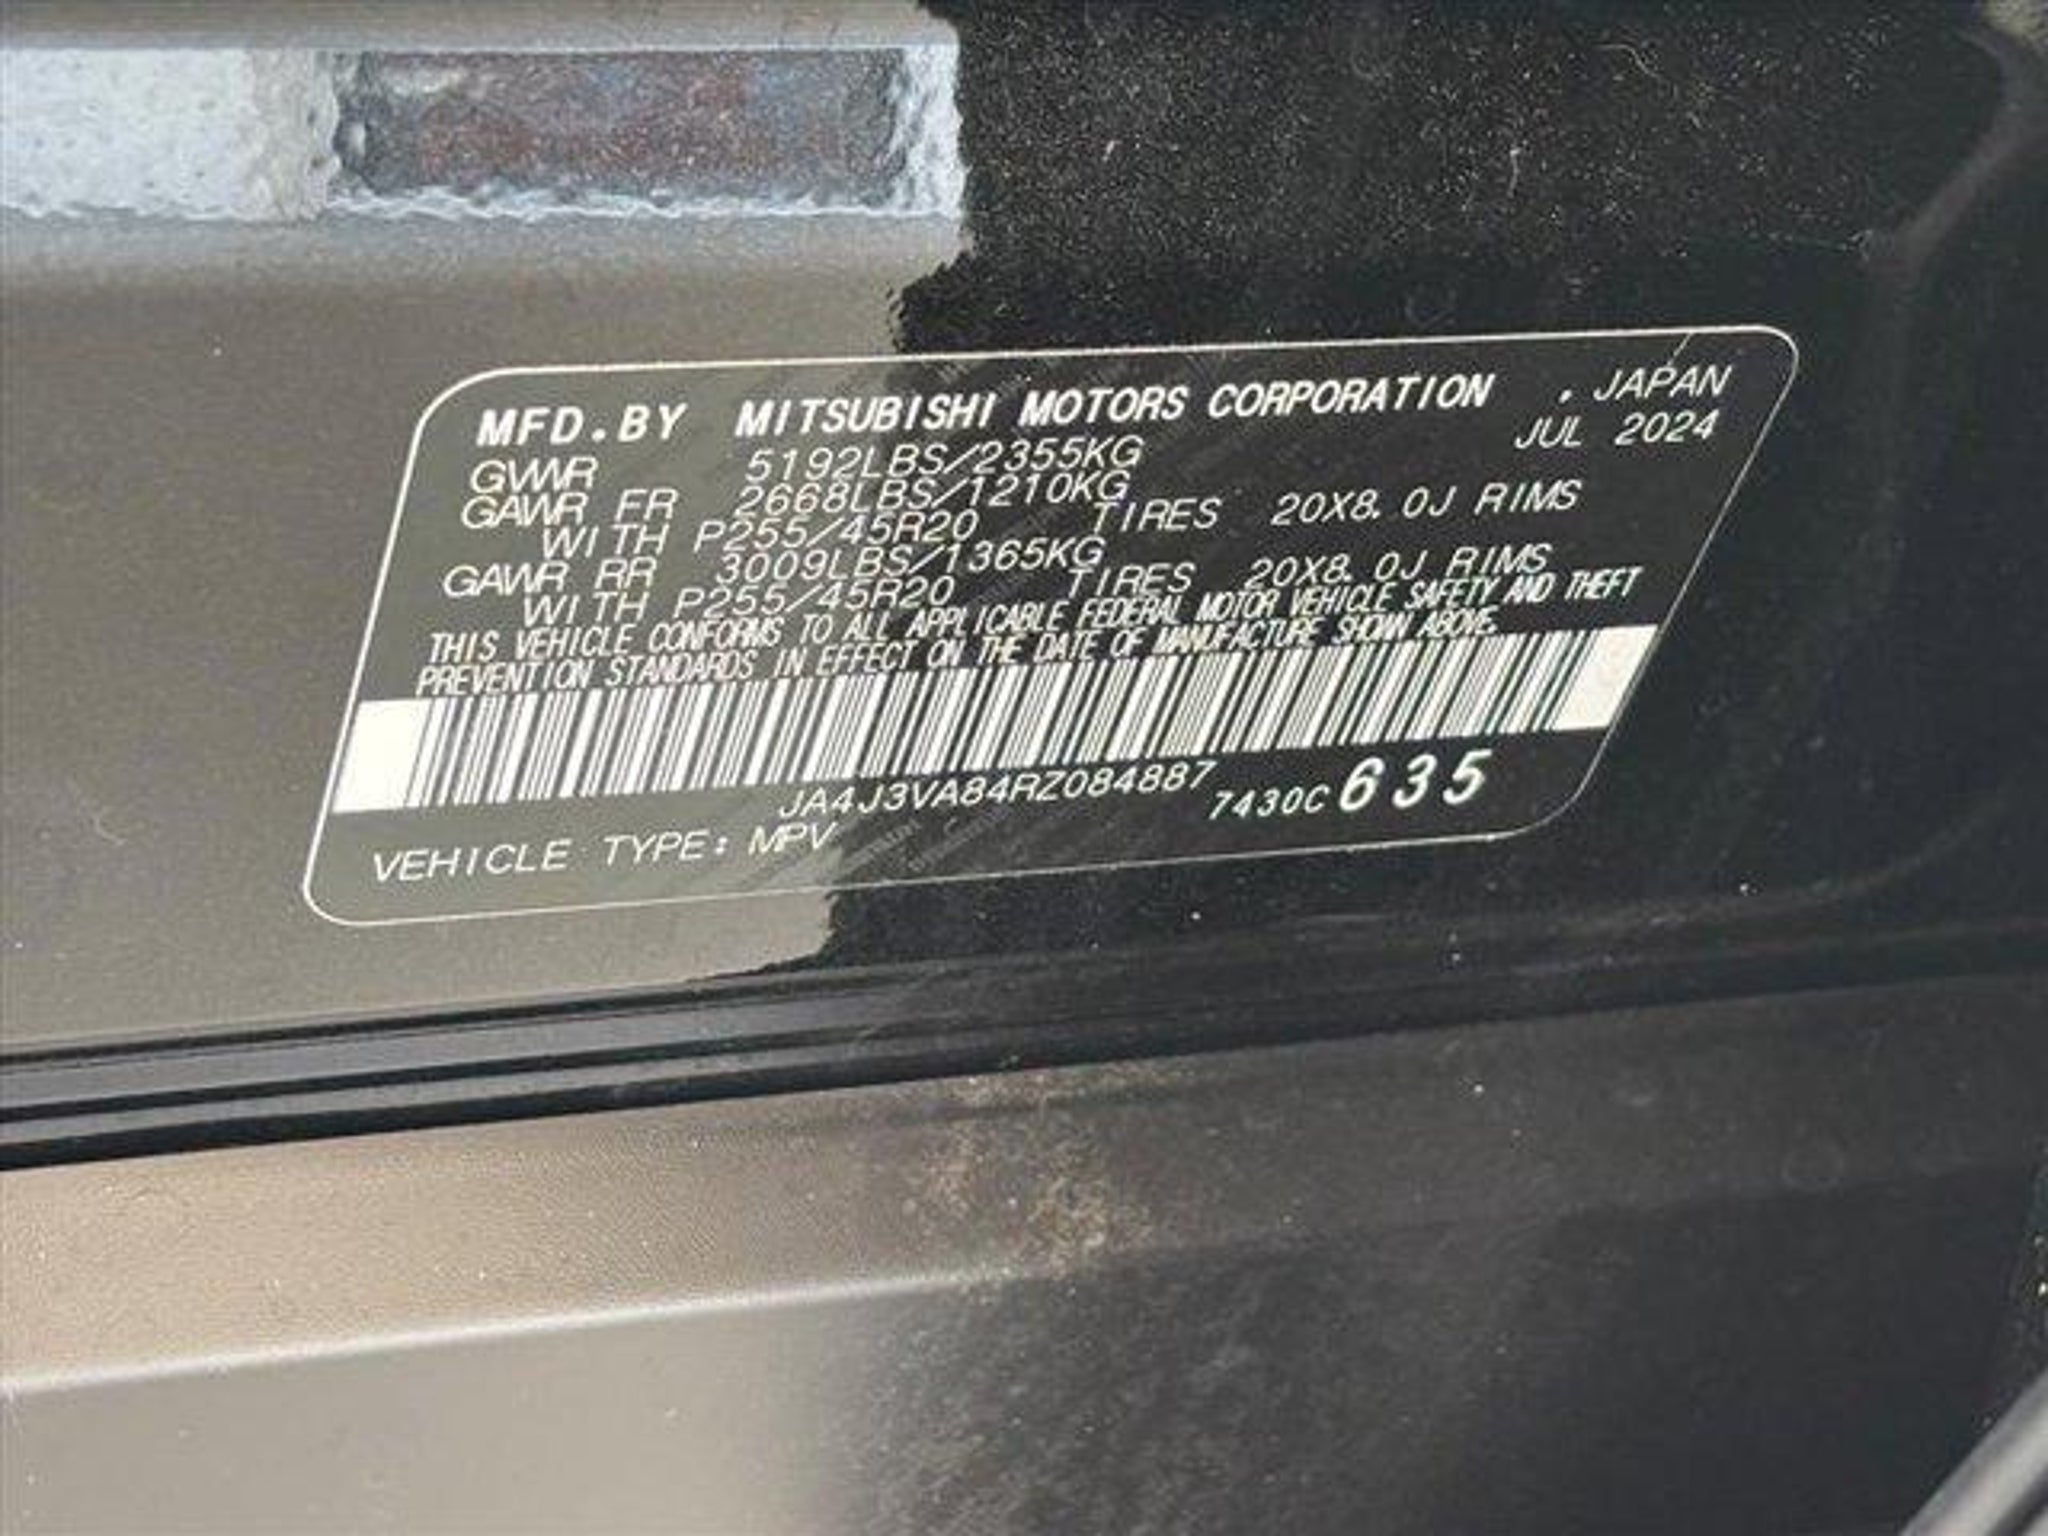 MFD.BY MITSUBISHI MOTORS CORPORATION . JAPAN
GVWR 5192LBS/2355KG JUL 2024
GAWR FR 2668LBS/1210KG
WITH P255/45R20 TIRES 20X8.0J RIMS
GAWR RR 3009LBS/1365KG
WITH P255/45R20 TIRES 20X8.0J RIMS
THIS VEHICLE CONFORMS TO ALL APPLICABLE FEDERAL MOTOR VEHICLE SAFETY AND THEFT
PREVENTION STANDARDS IN EFFECT ON THE DATE OF MANUFACTURE SHOWN ABOVE.
JA4J3VA84RZ084887 7430C 635
VEHICLE TYPE: MPV